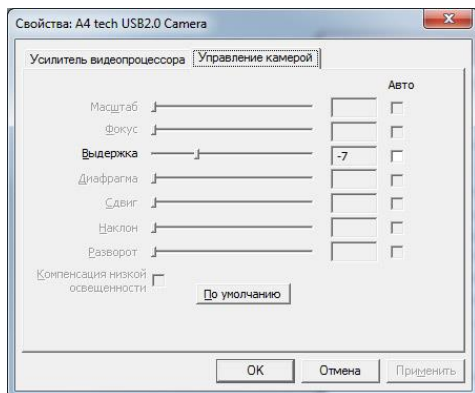 Свойства: A4 tech USB2.0 Camera
Усилитель видеопроцессора Управление камерой
Авто
Масштаб
Фокус
Выдержка -7
Диафрагма
Сдвиг
Наклон
Разворот
Компенсация низкой
освещенности
По умолчанию
OK Отмена Применить